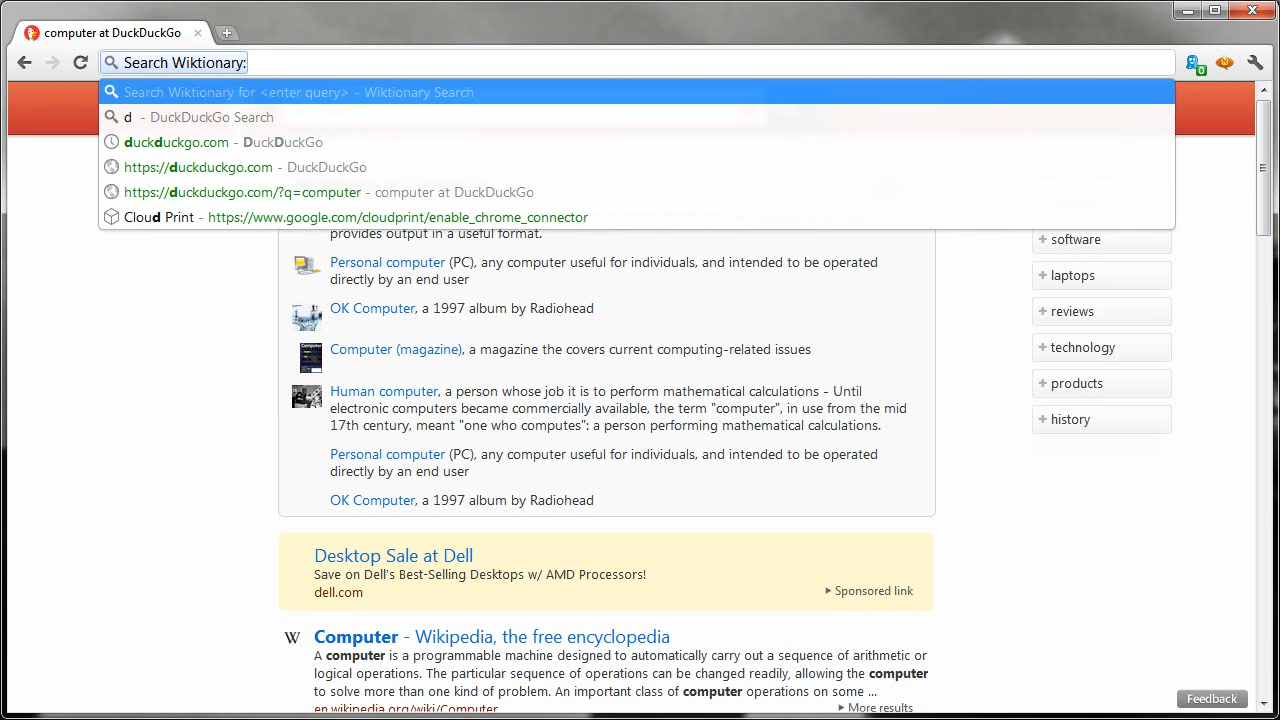 computer at DuckDuckGo
Search Wiktionary:
0
Search Wiktionary for <enter query> - Wiktionary Search
d - DuckDuckGo Search
duckduckgo.com - DuckDuckGo
https://duckduckgo.com - DuckDuckGo
https://duckduckgo.com/?q=computer - computer at DuckDuckGo
Cloud Print - https://www.google.com/cloudprint/enable_chrome_connector
provides output in a useful format.
Personal computer (PC), any computer useful for individuals, and intended to be operated
directly by an end user
OK Computer, a 1997 album by Radiohead
Computer (magazine), a magazine the covers current computing-related issues
Human computer, a person whose job it is to perform mathematical calculations - Until
electronic computers became commercially available, the term "computer", in use from the mid
17th century, meant "one who computes": a person performing mathematical calculations.
Personal computer (PC), any computer useful for individuals, and intended to be operated
directly by an end user
OK Computer, a 1997 album by Radiohead
+ software
+ laptops
+ reviews
+ technology
+ products
+ history
Desktop Sale at Dell
Save on Dell's Best-Selling Desktops w/ AMD Processors!
dell.com
Sponsored link
W
Computer - Wikipedia, the free encyclopedia
A computer is a programmable machine designed to automatically carry out a sequence of arithmetic or
logical operations. The particular sequence of operations can be changed readily, allowing the computer
to solve more than one kind of problem. An important class of computer operations on some ...
en.wikipedia.org/wiki/Computer
More results
Feedback